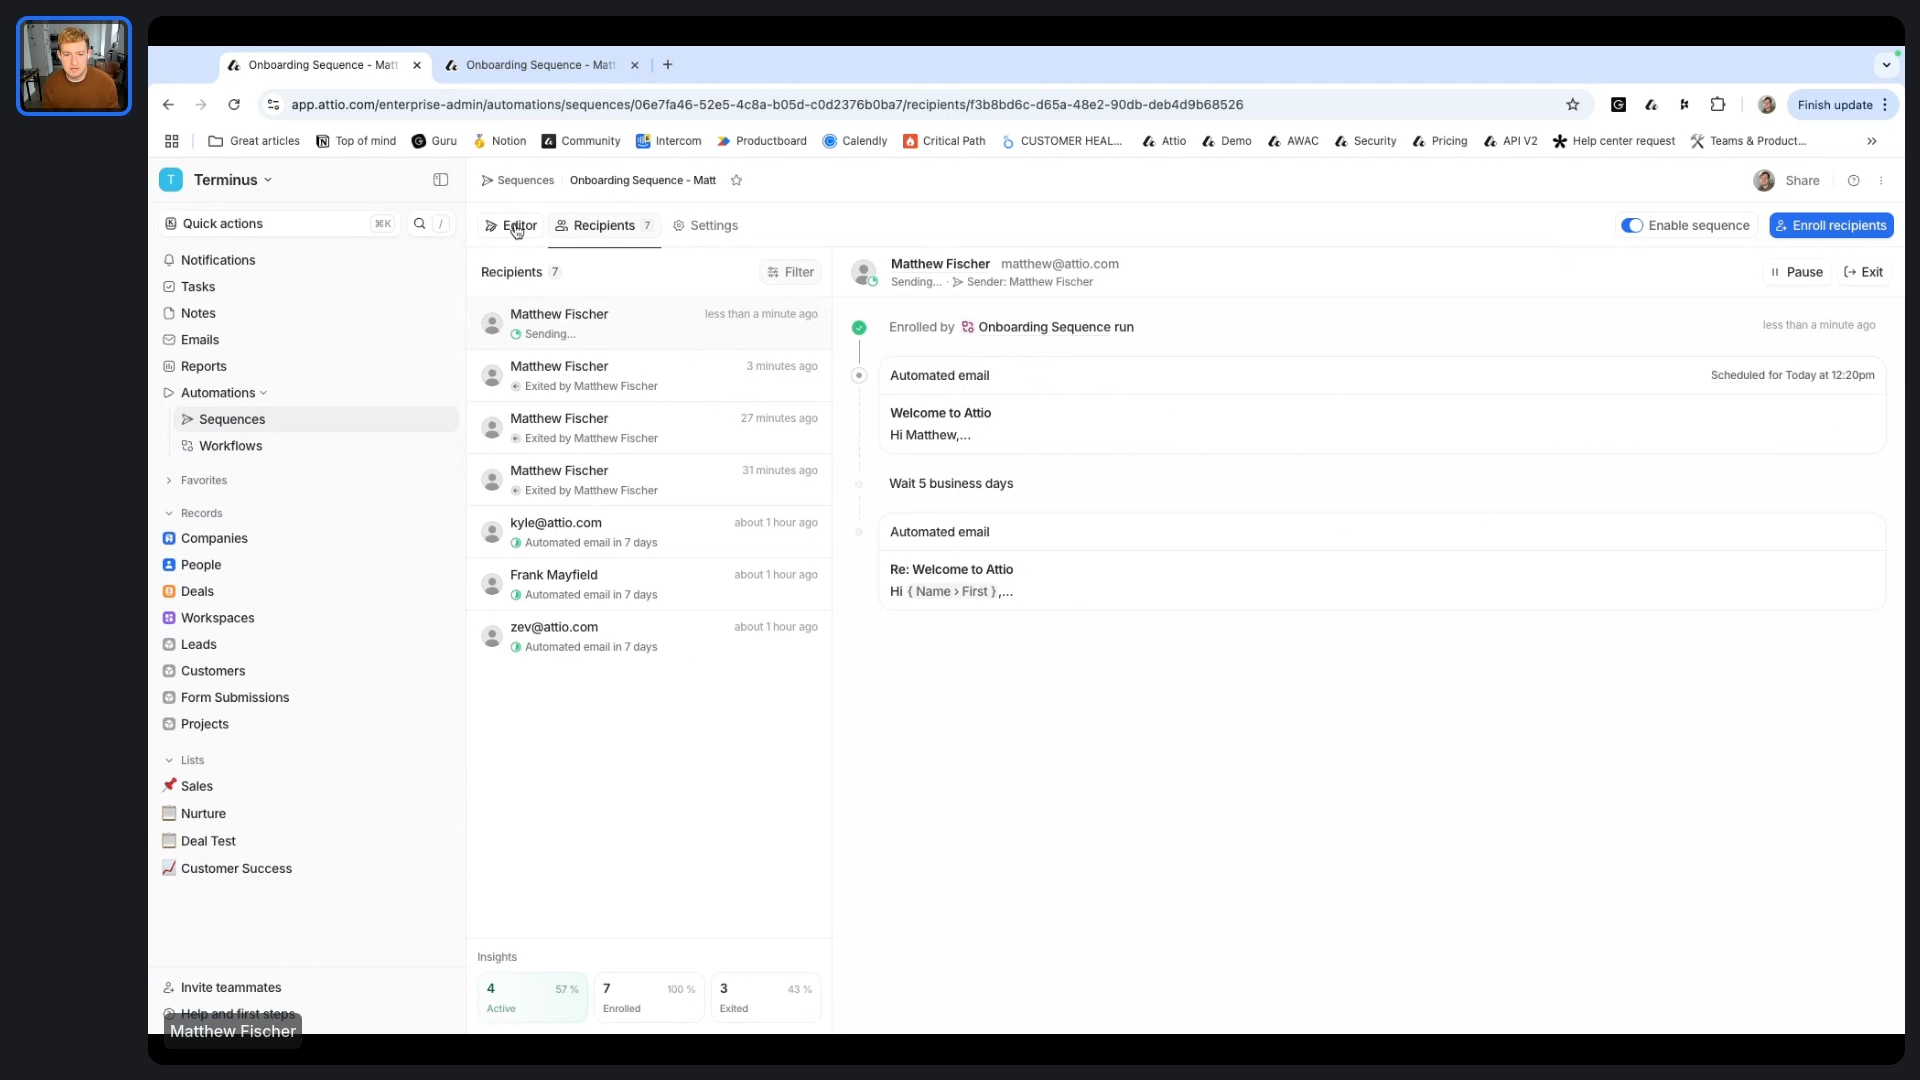 Onboarding Sequence - Matt
Onboarding Sequence - Matt
app.attio.com/enterprise-admin/automations/sequences/06e7fa46-52e5-4c8a-b05d-c0d2376b0ba7/recipients/f3b8bd6c-d65a-48e2-90db-deb4d9b68526
Finish update
Great articles
Top of mind
Guru
Notion
Community
Intercom
Productboard
Calendly
Critical Path
CUSTOMER HEAL...
Attio
Demo
AWAC
Security
Pricing
API V2
Help center request
Teams & Product...
T Terminus
Quick actions ⌘K /
Notifications
Tasks
Notes
Emails
Reports
Automations
Sequences
Workflows
Favorites
Records
Companies
People
Deals
Workspaces
Leads
Customers
Form Submissions
Projects
Lists
Sales
Nurture
Deal Test
Customer Success
Invite teammates
Help and first steps
Matthew Fischer
Sequences Onboarding Sequence - Matt
Share
Editor Recipients 7 Settings
Enable sequence Enroll recipients
Recipients 7 Filter
Matthew Fischer less than a minute ago
Sending...
Matthew Fischer 3 minutes ago
Exited by Matthew Fischer
Matthew Fischer 27 minutes ago
Exited by Matthew Fischer
Matthew Fischer 31 minutes ago
Exited by Matthew Fischer
kyle@attio.com about 1 hour ago
Automated email in 7 days
Frank Mayfield about 1 hour ago
Automated email in 7 days
zev@attio.com about 1 hour ago
Automated email in 7 days
Insights
4 57 %
Active
7 100 %
Enrolled
3 43 %
Exited
Matthew Fischer matthew@attio.com
Sending... · Sender: Matthew Fischer
Pause Exit
Enrolled by Onboarding Sequence run less than a minute ago
Automated email Scheduled for Today at 12:20pm
Welcome to Attio
Hi Matthew,...
Wait 5 business days
Automated email
Re: Welcome to Attio
Hi { Name › First },...